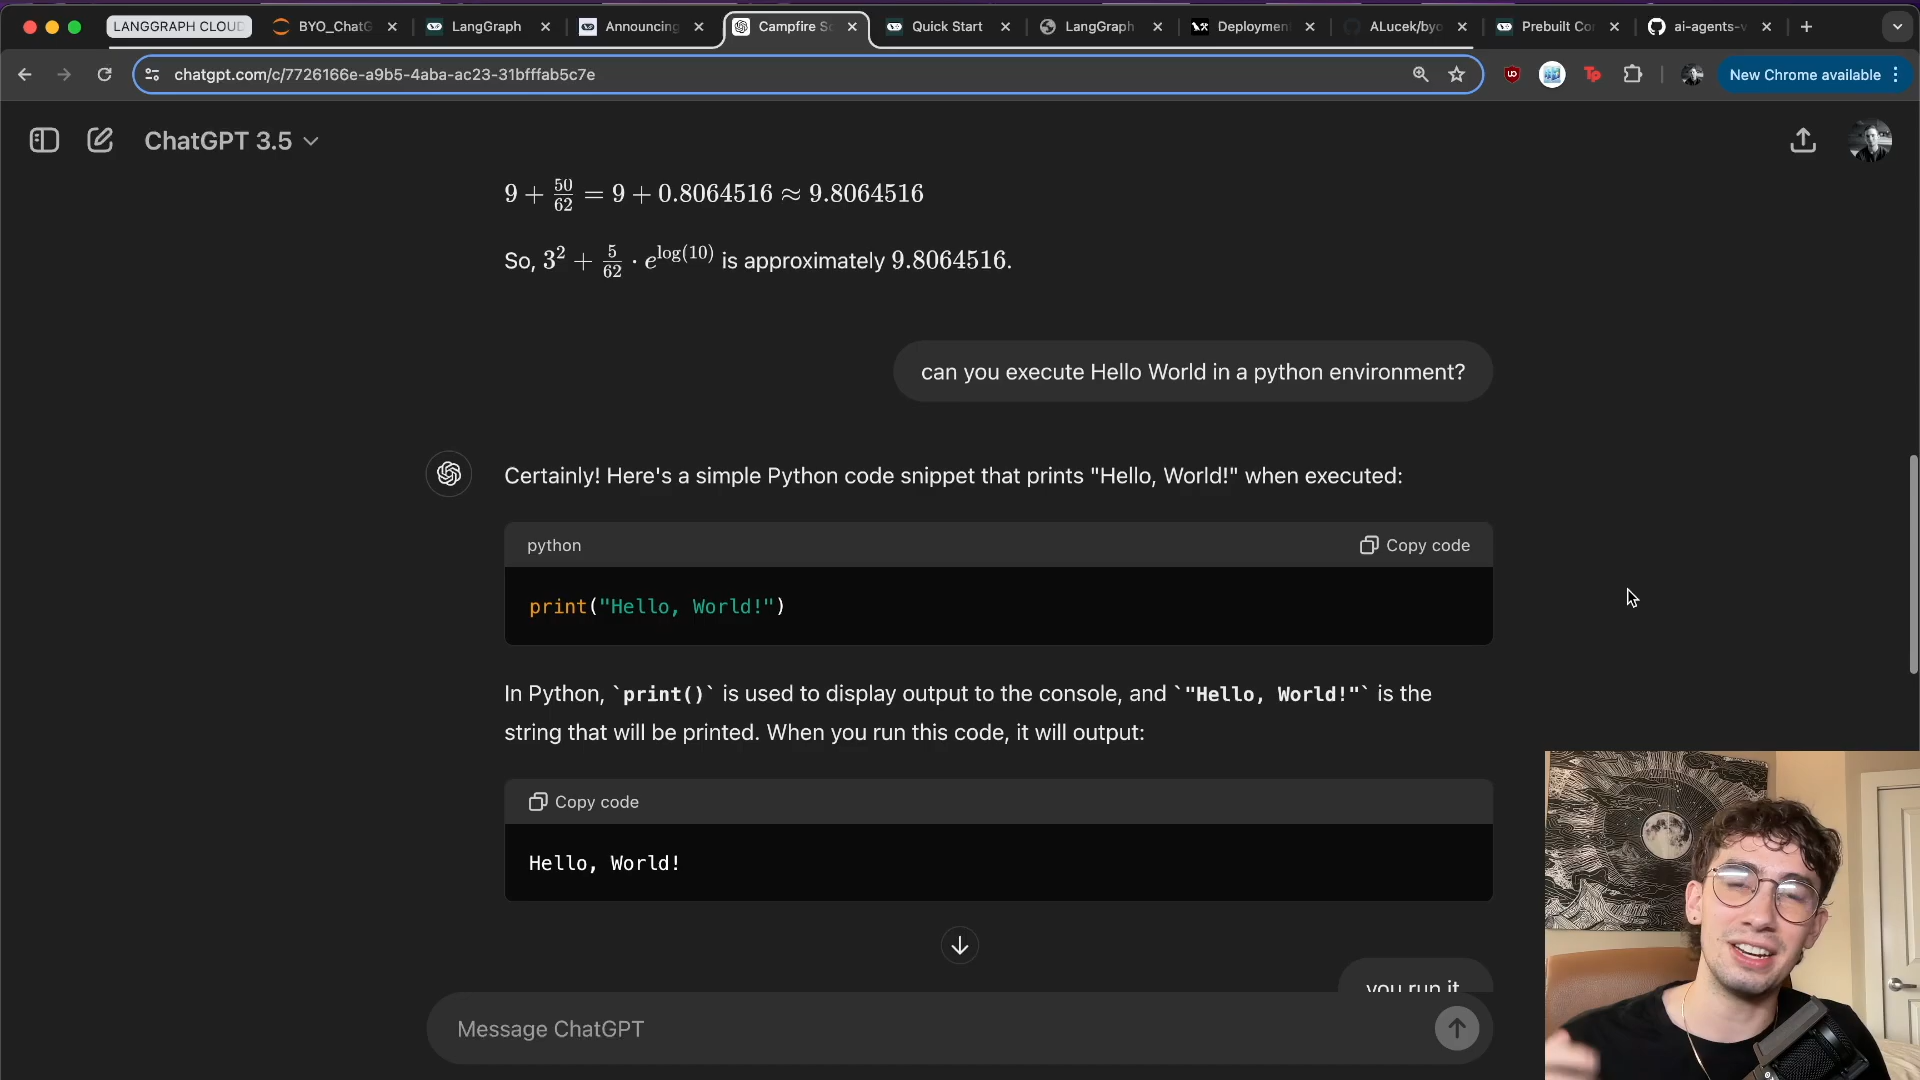 LANGGRAPH CLOUD
BYO_ChatG
LangGraph
Announcing
Campfire So
Quick Start
LangGraph
Deployment
ALucek/byo
Prebuilt Co
ai-agents-v
chatgpt.com/c/7726166e-a9b5-4aba-ac23-31bfffab5c7e
New Chrome available
ChatGPT 3.5
9 + 50/62 = 9 + 0.8064516 ≈ 9.8064516
So, 3² + 5/62 · e^log(10) is approximately 9.8064516.
can you execute Hello World in a python environment?
Certainly! Here's a simple Python code snippet that prints "Hello, World!" when executed:
python
Copy code
print("Hello, World!")
In Python, `print()` is used to display output to the console, and `"Hello, World!"` is the
string that will be printed. When you run this code, it will output:
Copy code
Hello, World!
you run it
Message ChatGPT